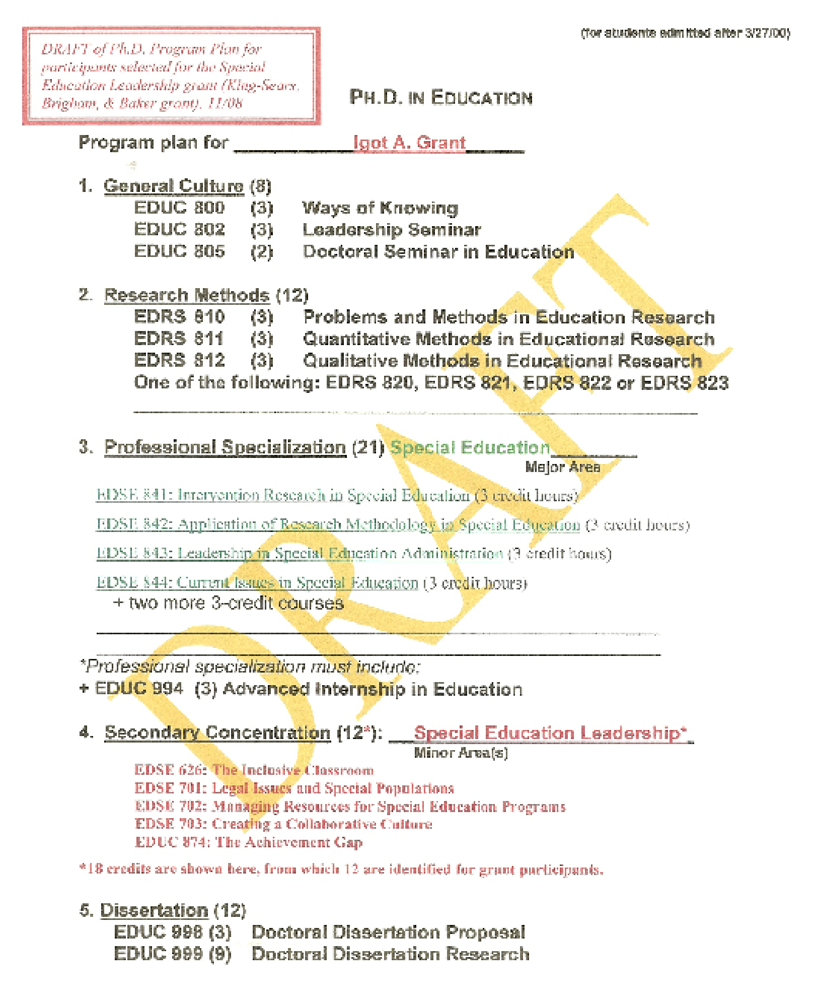 (for students admitted after 3/27/00)
DRAFT of Ph.D. Program Plan for
participants selected for the Special
Education Leadership grant (King-Sears,
Brigham, & Baker grant), 11/08
PH.D. IN EDUCATION
Program plan for Igot A. Grant
1. General Culture (8)
EDUC 800 (3) Ways of Knowing
EDUC 802 (3) Leadership Seminar
EDUC 805 (2) Doctoral Seminar in Education
2. Research Methods (12)
EDRS 810 (3) Problems and Methods in Education Research
EDRS 811 (3) Quantitative Methods in Educational Research
EDRS 812 (3) Qualitative Methods in Educational Research
One of the following: EDRS 820, EDRS 821, EDRS 822 or EDRS 823
3. Professional Specialization (21) Special Education
Major Area
EDSE 841: Intervention Research in Special Education (3 credit hours)
EDSE 842: Application of Research Methodology in Special Education (3 credit hours)
EDSE 843: Leadership in Special Education Administration (3 credit hours)
EDSE 844: Current Issues in Special Education (3 credit hours)
+ two more 3-credit courses
*Professional specialization must include:
+ EDUC 994 (3) Advanced Internship in Education
4. Secondary Concentration (12*): Special Education Leadership*
Minor Area(s)
EDSE 626: The Inclusive Classroom
EDSE 701: Legal Issues and Special Populations
EDSE 702: Managing Resources for Special Education Programs
EDSE 703: Creating a Collaborative Culture
EDUC 874: The Achievement Gap
*18 credits are shown here, from which 12 are identified for grant participants.
5. Dissertation (12)
EDUC 998 (3) Doctoral Dissertation Proposal
EDUC 999 (9) Doctoral Dissertation Research
DRAFT